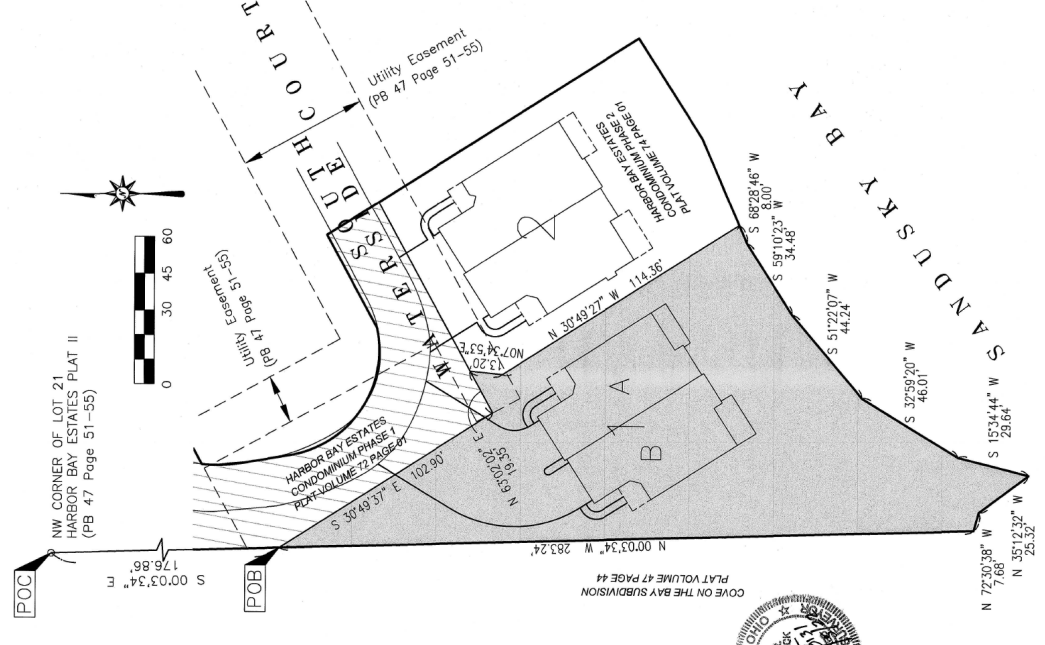 NW CORNER OF LOT 21
HARBOR BAY ESTATES PLAT II
(PB 47 Page 51-55)
POC
S 00°03'34" E
176.86'
POB
0 30 45 60
Utility Easement
(PB 47 Page 51-55)
Utility Easement
(PB 47 Page 51-55)
SOUTH COURT
WATERSIDE
HARBOR BAY ESTATES
CONDOMINIUM PHASE 1
PLAT VOLUME 72 PAGE 01
HARBOR BAY ESTATES
CONDOMINIUM PHASE 2
PLAT VOLUME 74 PAGE 01
2
1
A
B
S 30°49'37" E 102.90'
N 63°02'02" E
19.35'
N07°34'53"E
13.20'
N 30°49'27" W 114.36'
S 68°28'46" W
8.00'
S 59°10'23" W
34.48'
S 51°22'07" W
44.24'
S 32°59'20" W
46.01'
S 15°34'44" W
29.64'
N 35°12'32" W
25.32'
N 72°30'38" W
7.68'
N 00°03'34" W 283.24'
COVE ON THE BAY SUBDIVISION
PLAT VOLUME 47 PAGE 44
SANDUSKY BAY
OHIO
SURVEYOR